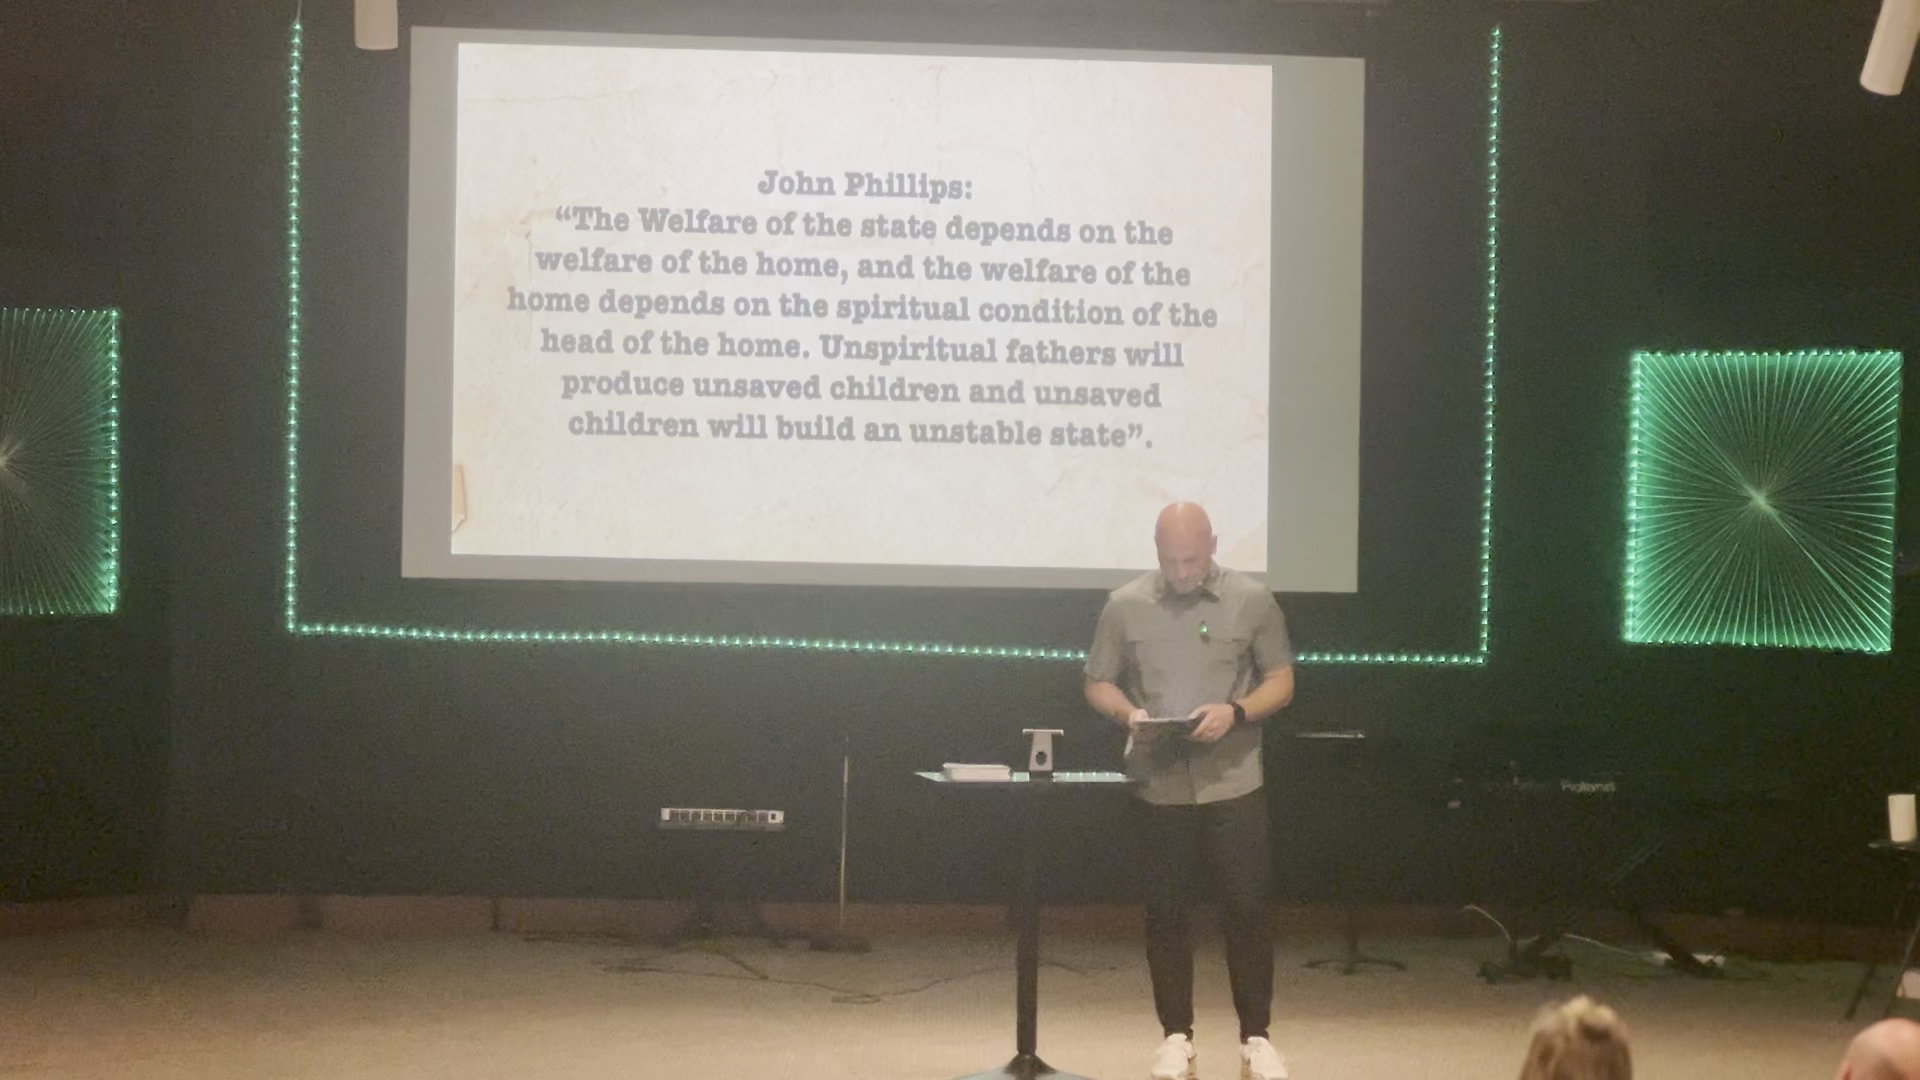 John Phillips:
“The Welfare of the state depends on the
welfare of the home, and the welfare of the
home depends on the spiritual condition of the
head of the home. Unspiritual fathers will
produce unsaved children and unsaved
children will build an unstable state”.
Roland